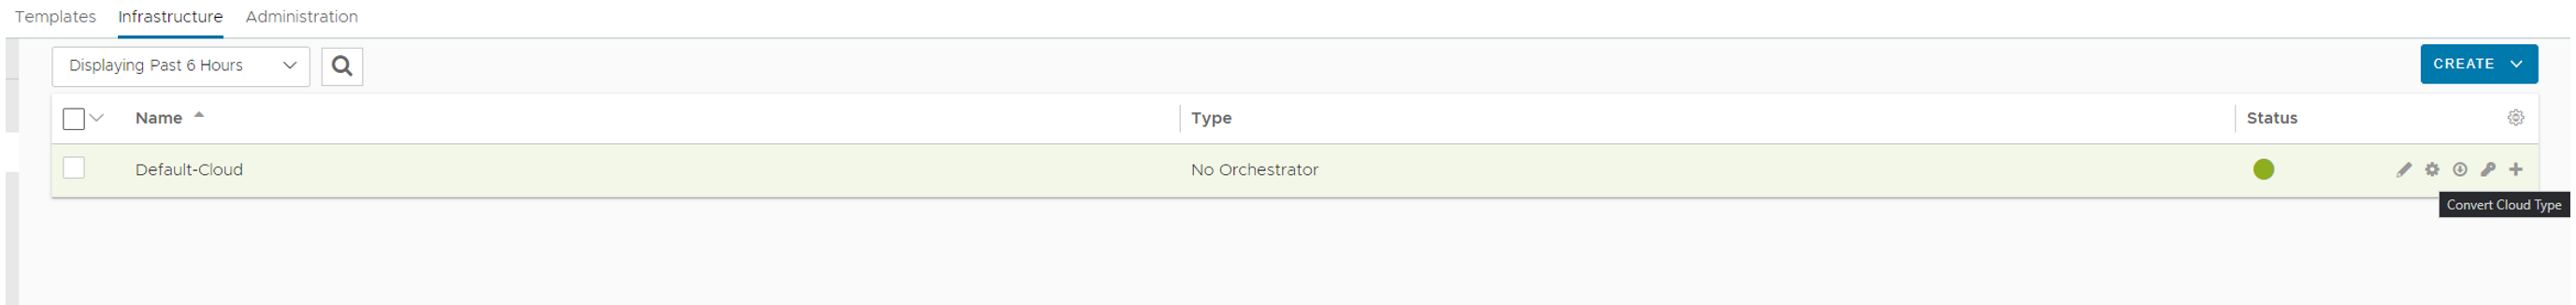 Templates Infrastructure Administration
Displaying Past 6 Hours
CREATE
Name Type Status
Default-Cloud No Orchestrator
Convert Cloud Type